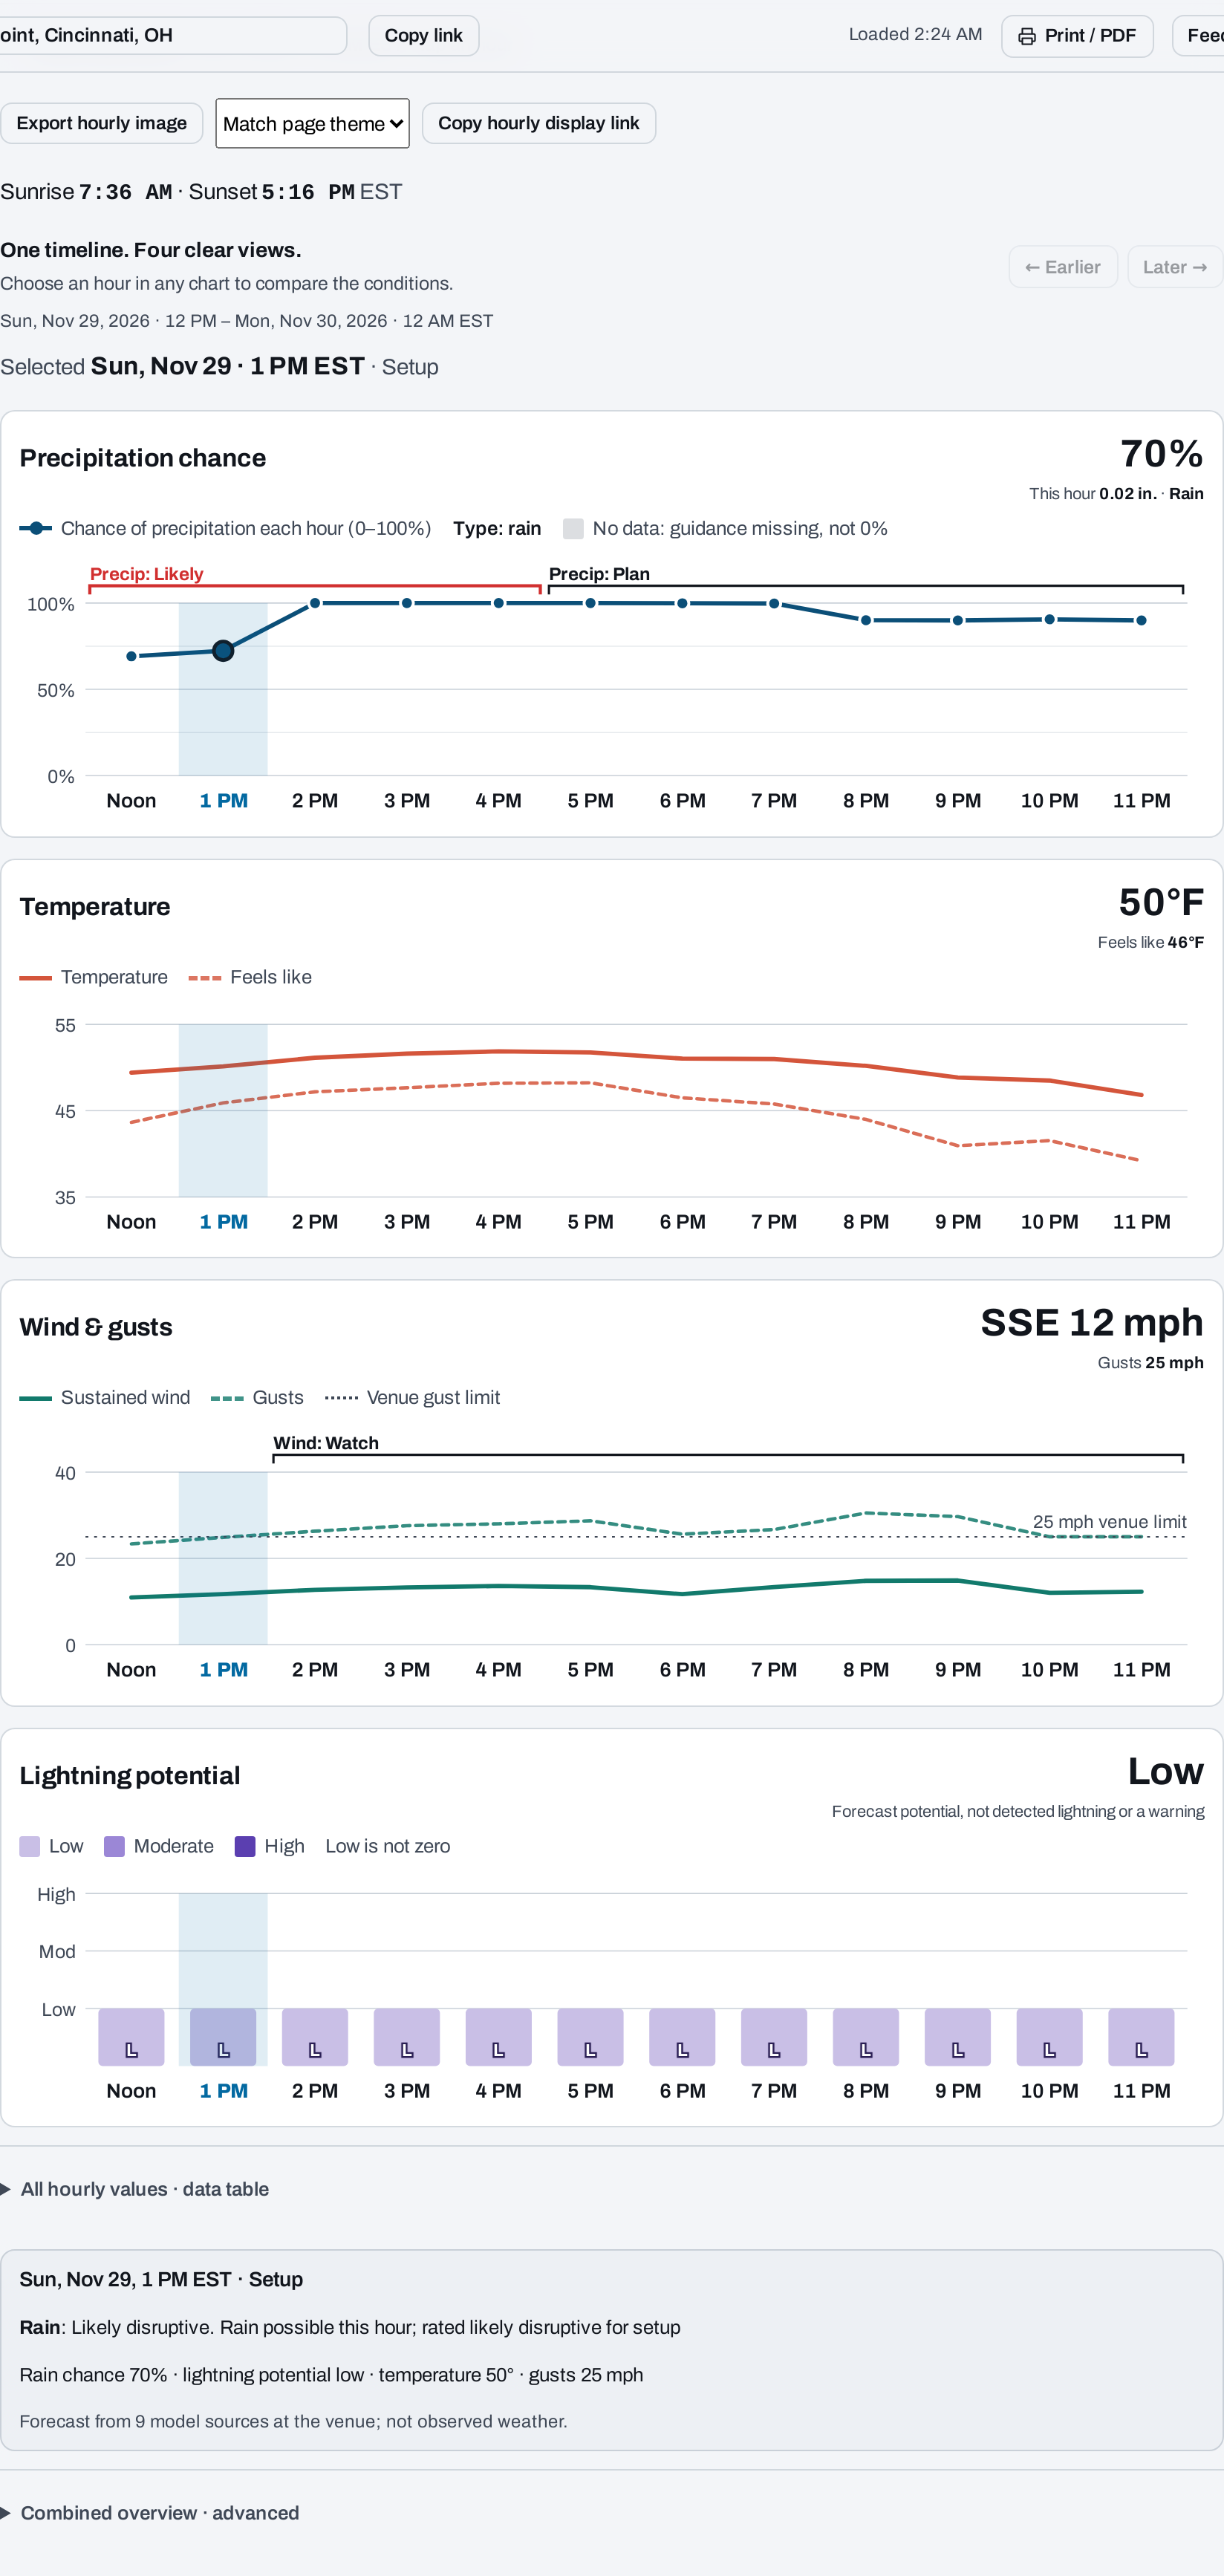 oint, Cincinnati, OH
Copy link
Loaded 2:24 AM
Print / PDF
Feed
Export hourly image
Match page theme
Copy hourly display link
Sunrise 7:36 AM · Sunset 5:16 PM EST
One timeline. Four clear views.
Choose an hour in any chart to compare the conditions.
← Earlier
Later →
Sun, Nov 29, 2026 · 12 PM – Mon, Nov 30, 2026 · 12 AM EST
Selected Sun, Nov 29 · 1 PM EST · Setup
Precipitation chance
70%
This hour 0.02 in. · Rain
Chance of precipitation each hour (0–100%)
Type: rain
No data: guidance missing, not 0%
Precip: Likely
Precip: Plan
100%
50%
0%
Noon 1 PM 2 PM 3 PM 4 PM 5 PM 6 PM 7 PM 8 PM 9 PM 10 PM 11 PM
Temperature
50°F
Feels like 46°F
Temperature
Feels like
55
45
35
Noon 1 PM 2 PM 3 PM 4 PM 5 PM 6 PM 7 PM 8 PM 9 PM 10 PM 11 PM
Wind & gusts
SSE 12 mph
Gusts 25 mph
Sustained wind
Gusts
Venue gust limit
Wind: Watch
40
25 mph venue limit
20
0
Noon 1 PM 2 PM 3 PM 4 PM 5 PM 6 PM 7 PM 8 PM 9 PM 10 PM 11 PM
Lightning potential
Low
Forecast potential, not detected lightning or a warning
Low
Moderate
High
Low is not zero
High
Mod
Low
L L L L L L L L L L L L
Noon 1 PM 2 PM 3 PM 4 PM 5 PM 6 PM 7 PM 8 PM 9 PM 10 PM 11 PM
All hourly values · data table
Sun, Nov 29, 1 PM EST · Setup
Rain: Likely disruptive. Rain possible this hour; rated likely disruptive for setup
Rain chance 70% · lightning potential low · temperature 50° · gusts 25 mph
Forecast from 9 model sources at the venue; not observed weather.
Combined overview · advanced